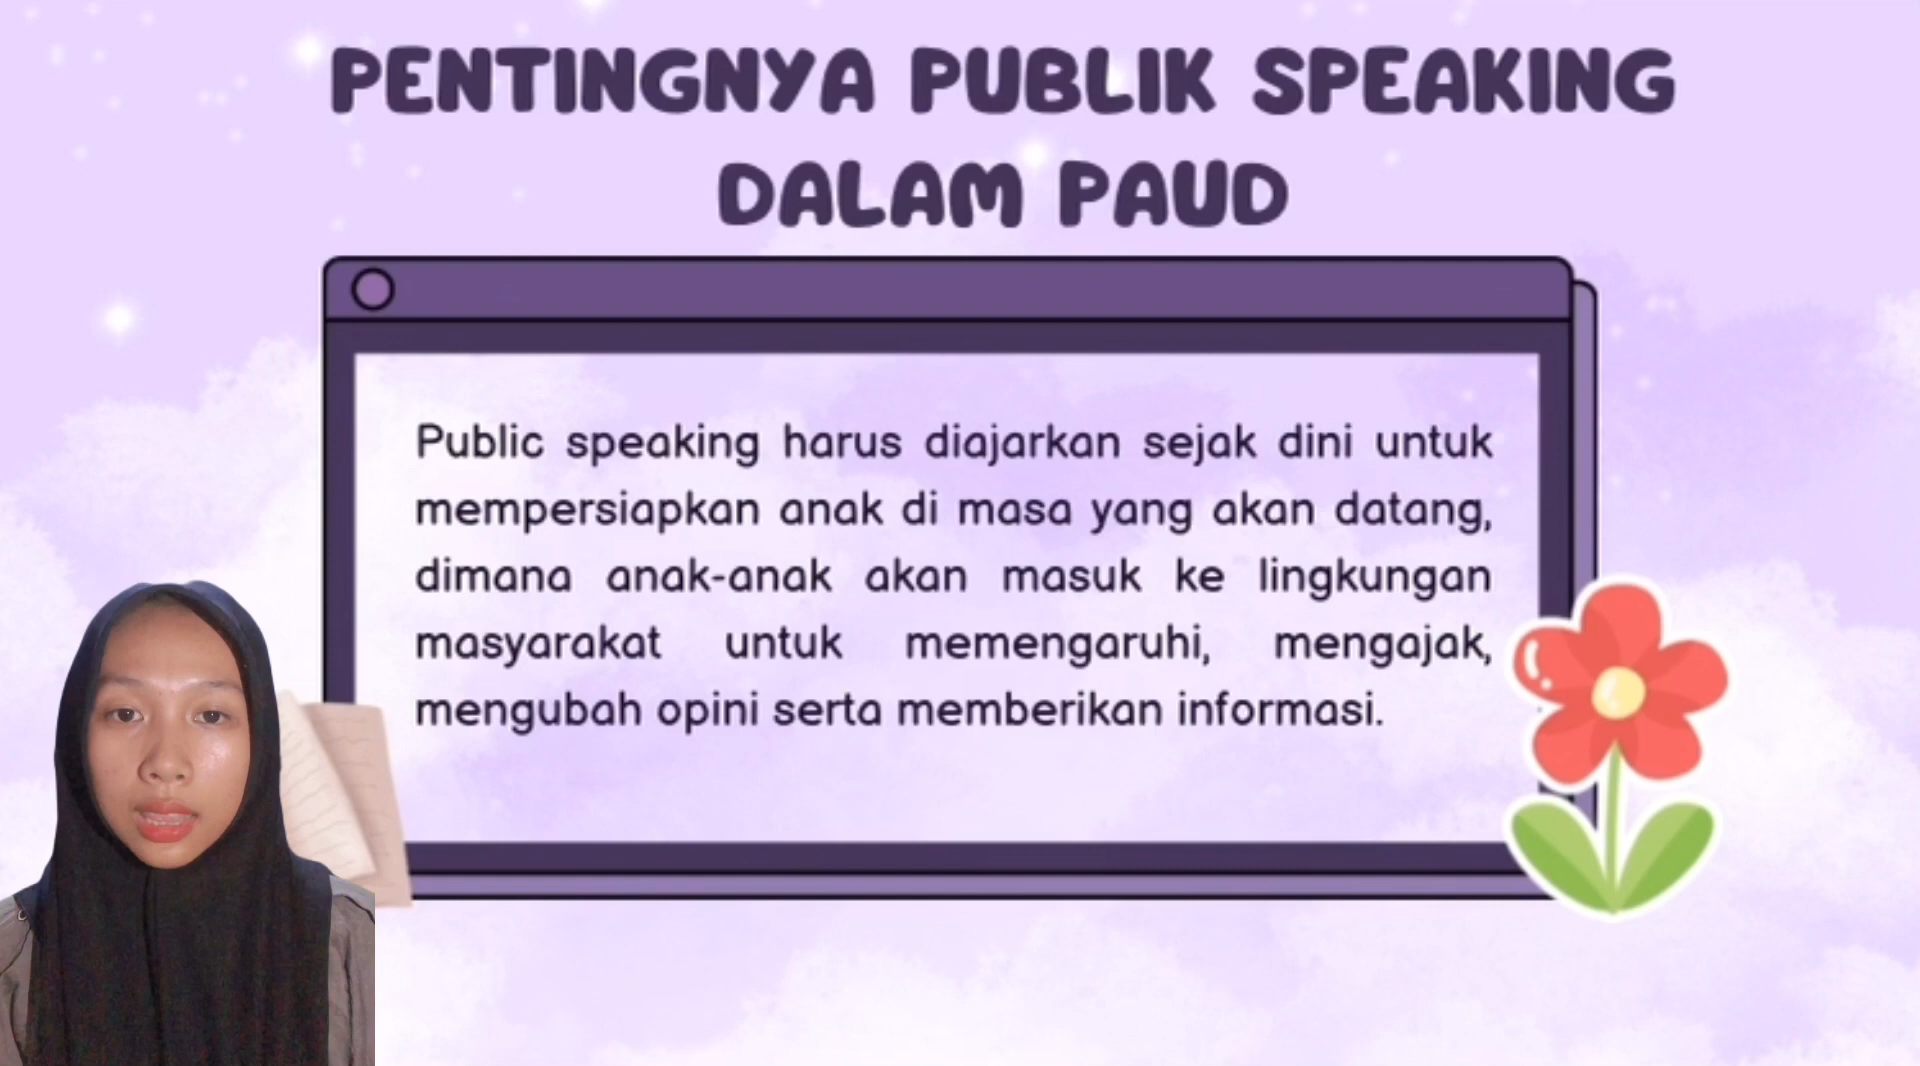 PENTINGNYA PUBLIK SPEAKING
DALAM PAUD
Public speaking harus diajarkan sejak dini untuk
mempersiapkan anak di masa yang akan datang,
dimana anak-anak akan masuk ke lingkungan
masyarakat untuk memengaruhi, mengajak,
mengubah opini serta memberikan informasi.